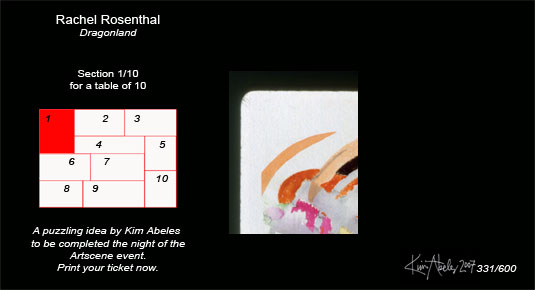 Rachel Rosenthal
Dragonland
Section 1/10
for a table of 10
1
2
3
4
5
6
7
8
9
10
A puzzling idea by Kim Abeles
to be completed the night of the
Artscene event.
Print your ticket now.
Kim Abeles 2007 331/600